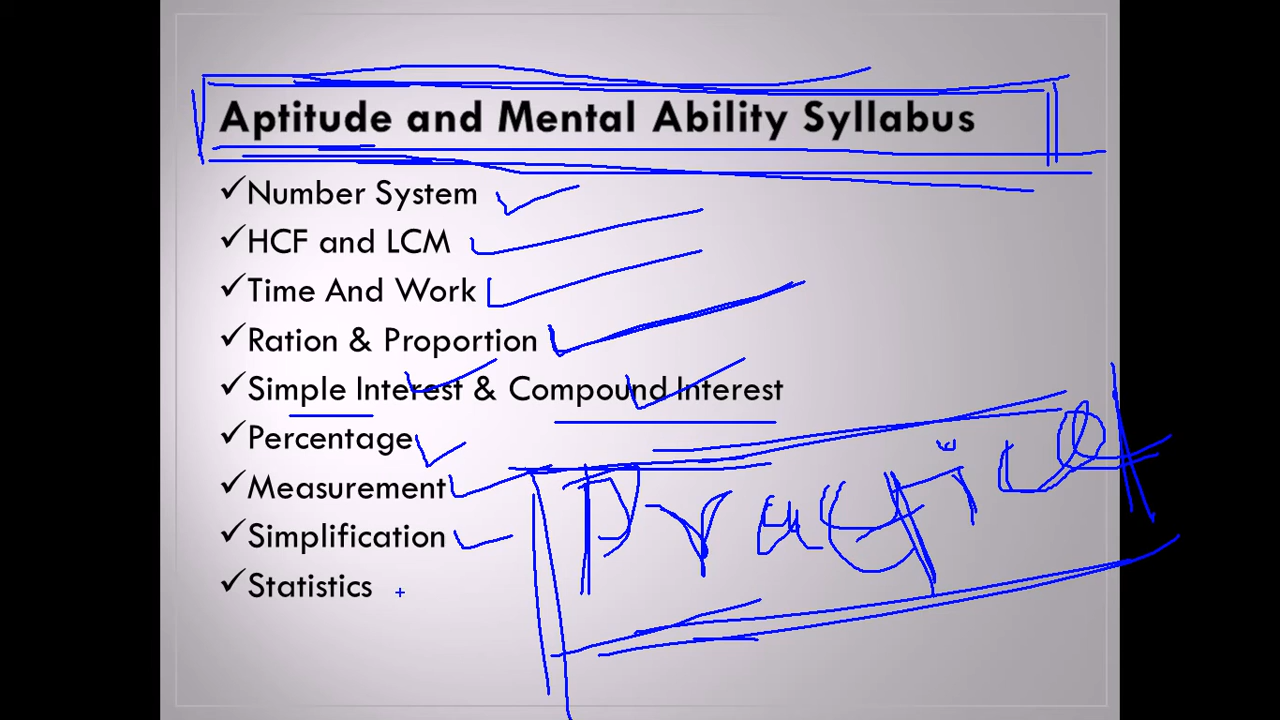 Aptitude and Mental Ability Syllabus
✓Number System
✓HCF and LCM
✓Time And Work
✓Ration & Proportion
✓Simple Interest & Compound Interest
✓Percentage
✓Measurement
✓Simplification
✓Statistics
Practice